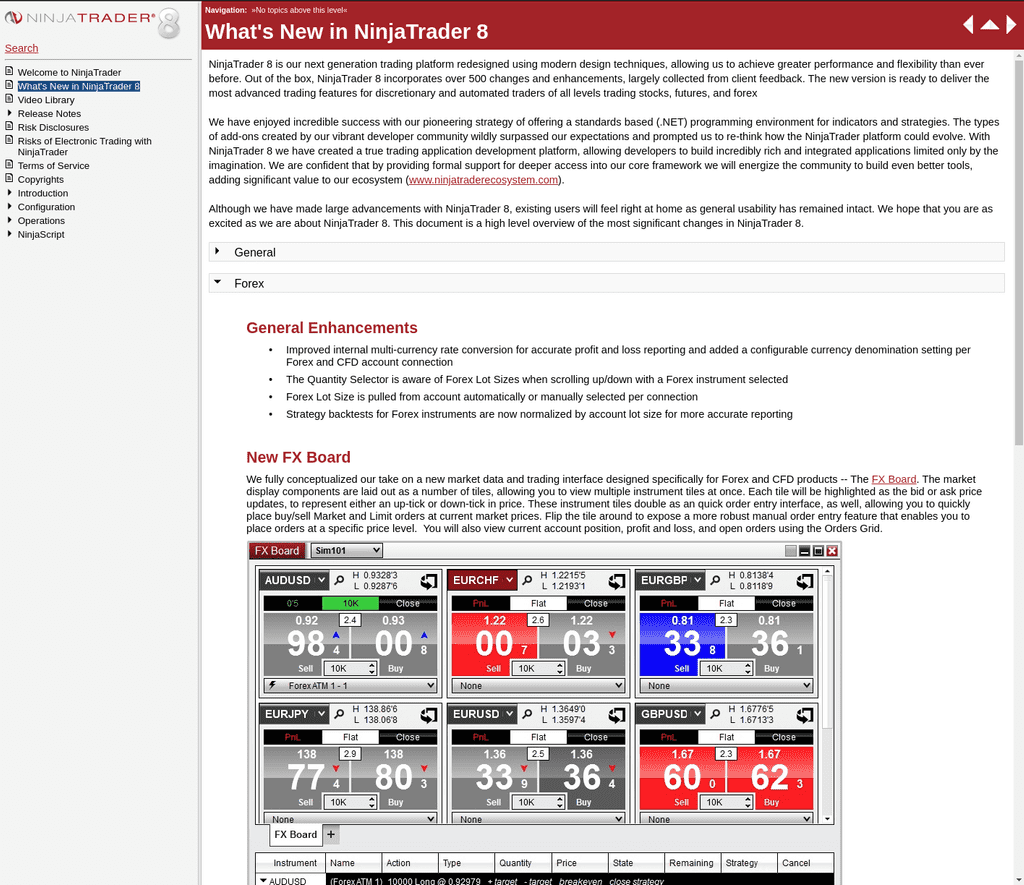 NINJATRADER® 8
Search
Welcome to NinjaTrader
What's New in NinjaTrader 8
Video Library
Release Notes
Risk Disclosures
Risks of Electronic Trading with
NinjaTrader
Terms of Service
Copyrights
Introduction
Configuration
Operations
NinjaScript
Navigation: »No topics above this level«
What's New in NinjaTrader 8
NinjaTrader 8 is our next generation trading platform redesigned using modern design techniques, allowing us to achieve greater performance and flexibility than ever
before. Out of the box, NinjaTrader 8 incorporates over 500 changes and enhancements, largely collected from client feedback. The new version is ready to deliver the
most advanced trading features for discretionary and automated traders of all levels trading stocks, futures, and forex
We have enjoyed incredible success with our pioneering strategy of offering a standards based (.NET) programming environment for indicators and strategies. The types
of add-ons created by our vibrant developer community wildly surpassed our expectations and prompted us to re-think how the NinjaTrader platform could evolve. With
NinjaTrader 8 we have created a true trading application development platform, allowing developers to build incredibly rich and integrated applications limited only by the
imagination. We are confident that by providing formal support for deeper access into our core framework we will energize the community to build even better tools,
adding significant value to our ecosystem (www.ninjatraderecosystem.com).
Although we have made large advancements with NinjaTrader 8, existing users will feel right at home as general usability has remained intact. We hope that you are as
excited as we are about NinjaTrader 8. This document is a high level overview of the most significant changes in NinjaTrader 8.
General
Forex
General Enhancements
• Improved internal multi-currency rate conversion for accurate profit and loss reporting and added a configurable currency denomination setting per
Forex and CFD account connection
• The Quantity Selector is aware of Forex Lot Sizes when scrolling up/down with a Forex instrument selected
• Forex Lot Size is pulled from account automatically or manually selected per connection
• Strategy backtests for Forex instruments are now normalized by account lot size for more accurate reporting
New FX Board
We fully conceptualized our take on a new market data and trading interface designed specifically for Forex and CFD products -- The FX Board. The market
display components are laid out as a number of tiles, allowing you to view multiple instrument tiles at once. Each tile will be highlighted as the bid or ask price
updates, to represent either an up-tick or down-tick in price. These instrument tiles double as an quick order entry interface, as well, allowing you to quickly
place buy/sell Market and Limit orders at current market prices. Flip the tile around to expose a more robust manual order entry feature that enables you to
place orders at a specific price level. You will also view current account position, profit and loss, and open orders using the Orders Grid.
FX Board Sim101
AUDUSD H 0.9328'3 EURCHF H 1.2215'5 EURGBP H 0.8138'4
L 0.9287'6 L 1.2193'1 L 0.8118'9
0'5 10K Close PnL Flat Close PnL Flat Close
0.92 2.4 0.93 1.22 2.6 1.22 0.81 2.3 0.81
98 4 00 8 00 7 03 3 33 8 36 1
Sell 10K Buy Sell 10K Buy Sell 10K Buy
ForexATM 1 - 1 None None
EURJPY H 138.86'6 EURUSD H 1.3649'0 GBPUSD H 1.6776'5
L 138.06'8 L 1.3597'4 L 1.6713'3
PnL Flat Close PnL Flat Close PnL Flat Close
138 2.9 138 1.36 2.5 1.36 1.67 2.3 1.67
77 4 80 3 33 9 36 4 60 0 62 3
Sell 10K Buy Sell 10K Buy Sell 10K Buy
None None None
FX Board +
Instrument Name Action Type Quantity Price State Remaining Strategy Cancel
AUDUSD (ForexATM 1) 10000 Long @ 0.92979 + target - target breakeven close strategy